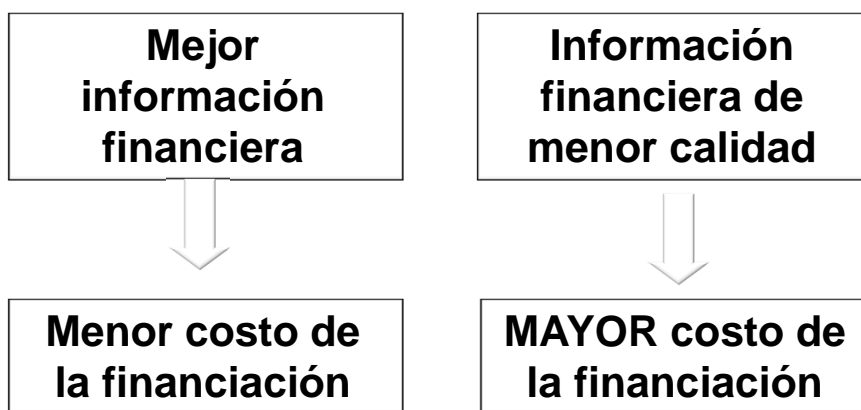 Mejor
información
financiera
Información
financiera de
menor calidad
Menor costo de
la financiación
MAYOR costo de
la financiación